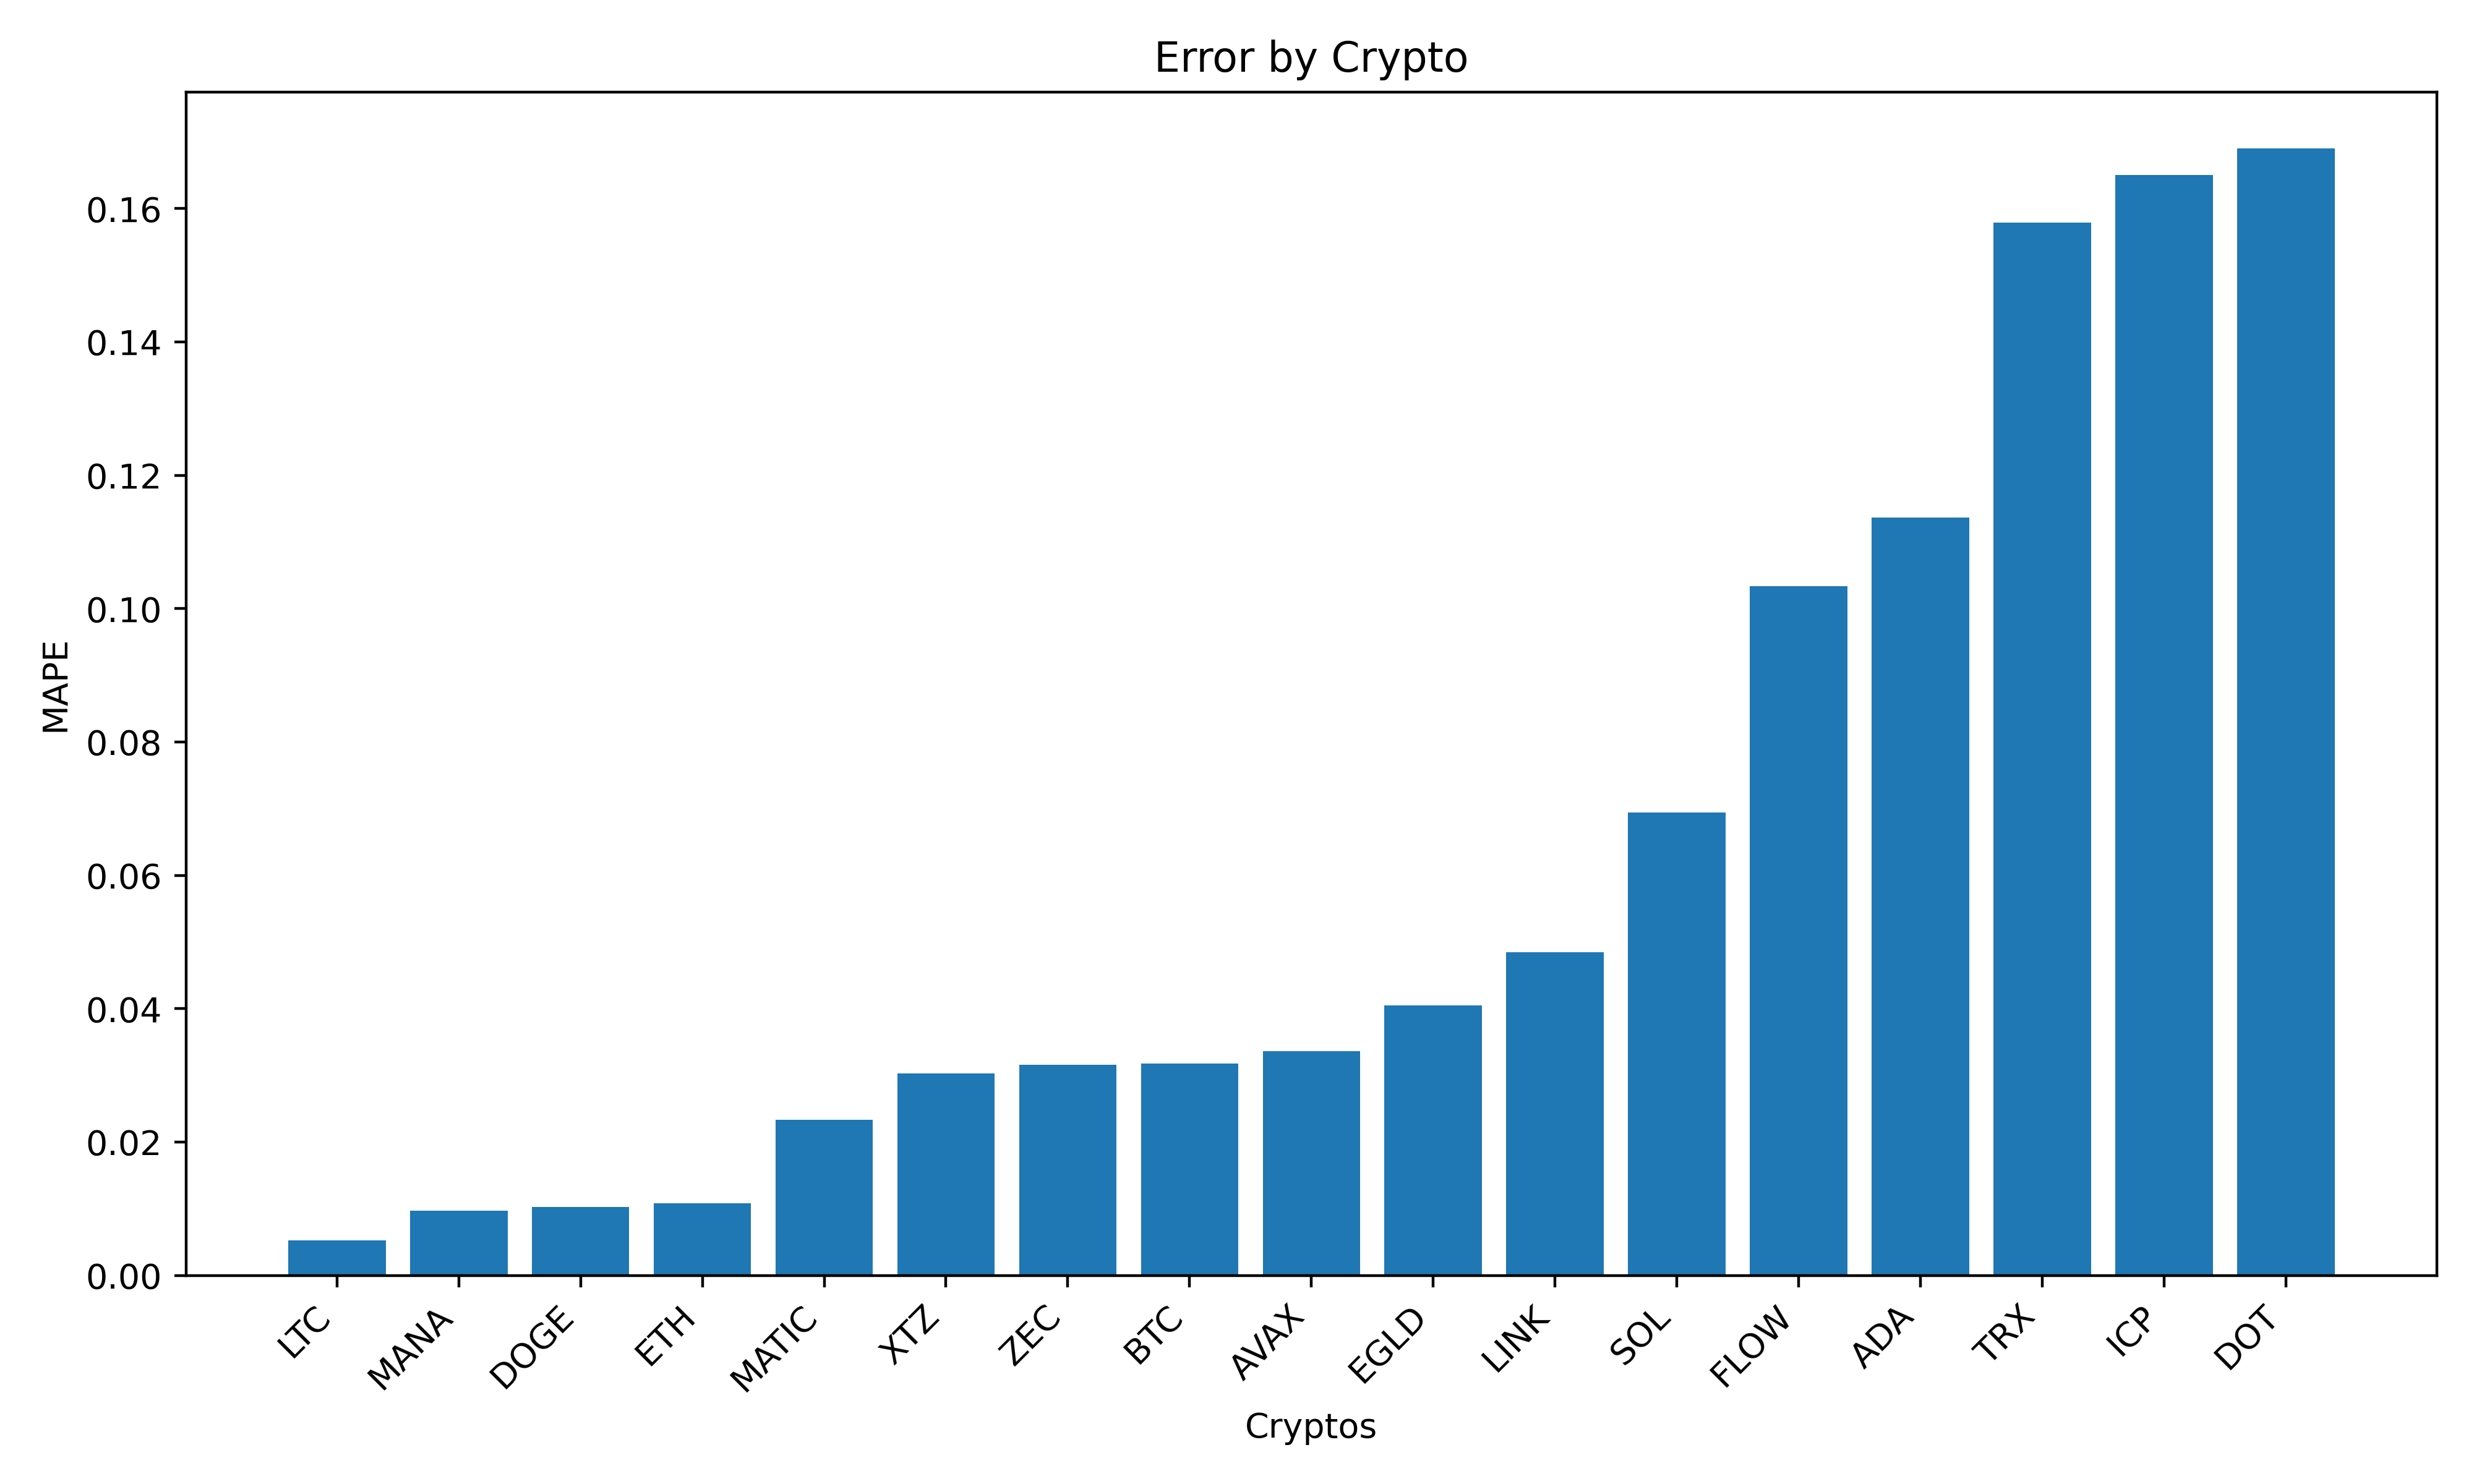 Error by Crypto
MAPE
0.16
0.14
0.12
0.10
0.08
0.06
0.04
0.02
0.00
LTC
MANA
DOGE
ETH
MATIC
XTZ
ZEC
BTC
AVAX
EGLD
LINK
SOL
FLOW
ADA
TRX
ICP
DOT
Cryptos